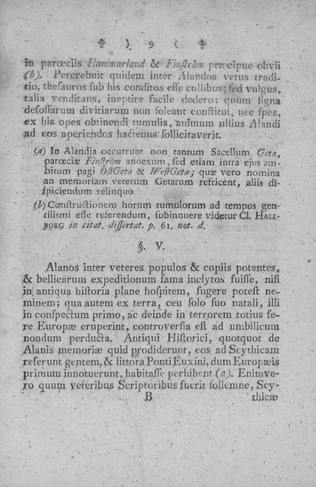 ) 9 (
in parœciis Hammarland & Finström præcipue obvii
(b). Percrebuit quidem inter Alandos vetus traditio,
thesauros sub his conditos esse collibus; sed vulgus,
talia venditans, ineptire facile dedero: quum signa
defossarum divitiarum non soleant constitui, nec spes,
ex his opes obtinendi tumulis, animum ullius Alandi
ad eos aperiendos hactenus sollicitaverit.
(a) In Alandia occurrunt non tantum Sacellum Geta,
parœciæ Finström annexum, sed etiam intra ejus ambitum
pagi ÖstGeta & WestGeta; quæ vero nomina
an memoriam veterum Getarum refricent, aliis dispiciendum
relinquo
(b) Constructionem horum tumulorum ad tempus gentilismi
esse referendum, subinnuere videtur Cl. HALLBORG
in citat. dissertat. p. 61. not. d.
§. V.
Alanos inter veteres populos & copiis potentes,
& bellicarum expeditionum fama inclytos fuisse, nisi
in antiqua historia plane hospitem, fugere potest neminem;
qua autem ex terra, ceu solo suo natali, illi
in conspectum primo, ac deinde in terrorem totius fere
Europæ eruperint, controversia est ad umbilicum
nondum perducta. Antiqui Historici, quotquot de
Alanis memoriæ quid prodiderunt, eos ad Scythicam
referunt gentem, & littora Ponti Euxini, dum Europæis
primum innotuerunt, habitasse perhibent (a). Enimvero
quum veteribus Scriptoribus fuerit sollemne, Scy-
B thicæ